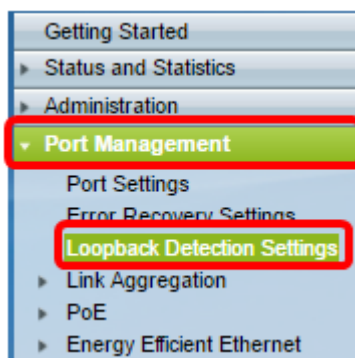 Getting Started
Status and Statistics
Administration
Port Management
Port Settings
Error Recovery Settings
Loopback Detection Settings
Link Aggregation
PoE
Energy Efficient Ethernet